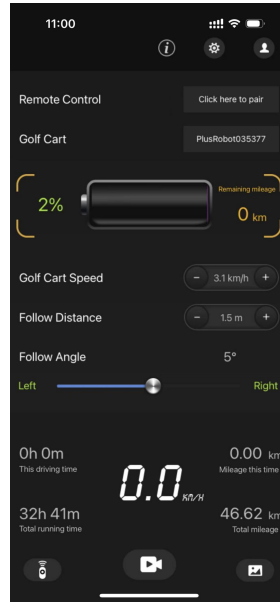 11:00
Remote Control
Click here to pair
Golf Cart
PlusRobot035377
2%
Remaining mileage
0 km
Golf Cart Speed
- 3.1 km/h +
Follow Distance
- 1.5 m +
Follow Angle
5°
Left
Right
0h 0m
This driving time
0.0 KM/H
0.00 km
Mileage this time
32h 41m
Total running time
46.62 km
Total mileage